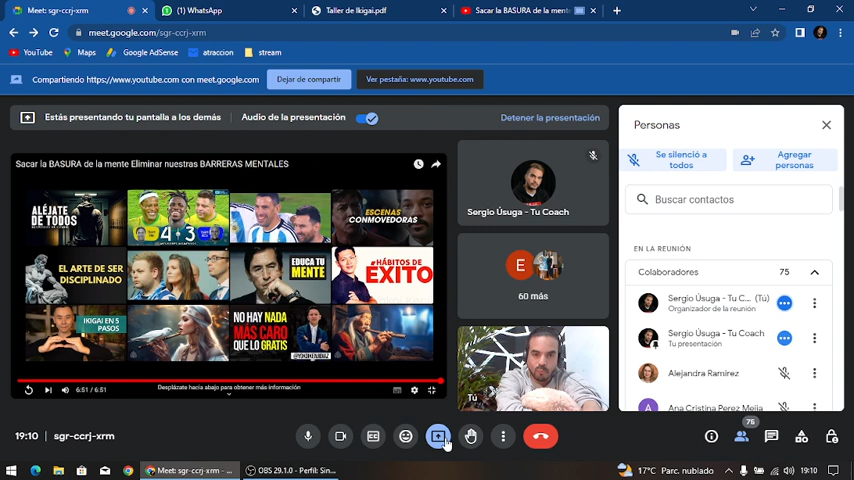 Meet: sgr-ccrj-xrm
(1) WhatsApp
Taller de Ikigai.pdf
Sacar la BASURA de la mente
meet.google.com/sgr-ccrj-xrm
YouTube
Maps
Google AdSense
atraccion
stream
Compartiendo https://www.youtube.com con meet.google.com
Dejar de compartir
Ver pestaña: www.youtube.com
Estás presentando tu pantalla a los demás
Audio de la presentación
Detener la presentación
Sacar la BASURA de la mente Eliminar nuestras BARRERAS MENTALES
ALÉJATE
DE TODOS
4 3
ESCENAS
CONMOVEDORAS
EL ARTE DE SER
DISCIPLINADO
EDUCA TU
MENTE
#HÁBITOS DE
ÉXITO
IKIGAI EN 5
PASOS
NO HAY NADA
MÁS CARO
QUE LO GRATIS
6:51 / 6:51
Desplázate hacia abajo para obtener más información
Sergio Úsuga - Tu Coach
E
60 más
Tú
Personas
Se silenció a
todos
Agregar
personas
Buscar contactos
EN LA REUNIÓN
Colaboradores 75
Sergio Úsuga - Tu C... (Tú)
Organizador de la reunión
Sergio Úsuga - Tu Coach
Tu presentación
Alejandra Ramírez
A
Ana Cristina Perez Mejia
19:10
sgr-ccrj-xrm
76
Meet: sgr-ccrj-xrm - ...
OBS 29.1.0 - Perfil: Sin...
17°C Parc. nublado
19:10